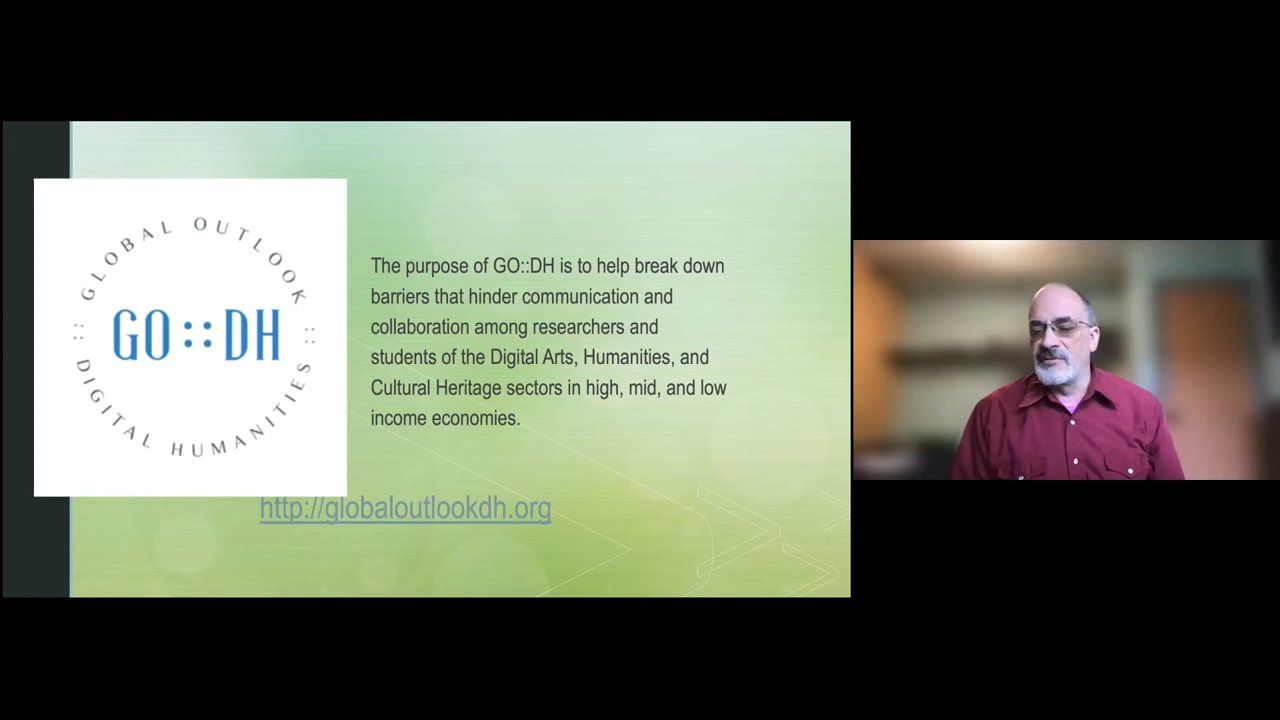 :: GLOBAL OUTLOOK ::
GO::DH
DIGITAL HUMANITIES
The purpose of GO::DH is to help break down
barriers that hinder communication and
collaboration among researchers and
students of the Digital Arts, Humanities, and
Cultural Heritage sectors in high, mid, and low
income economies.
http://globaloutlookdh.org